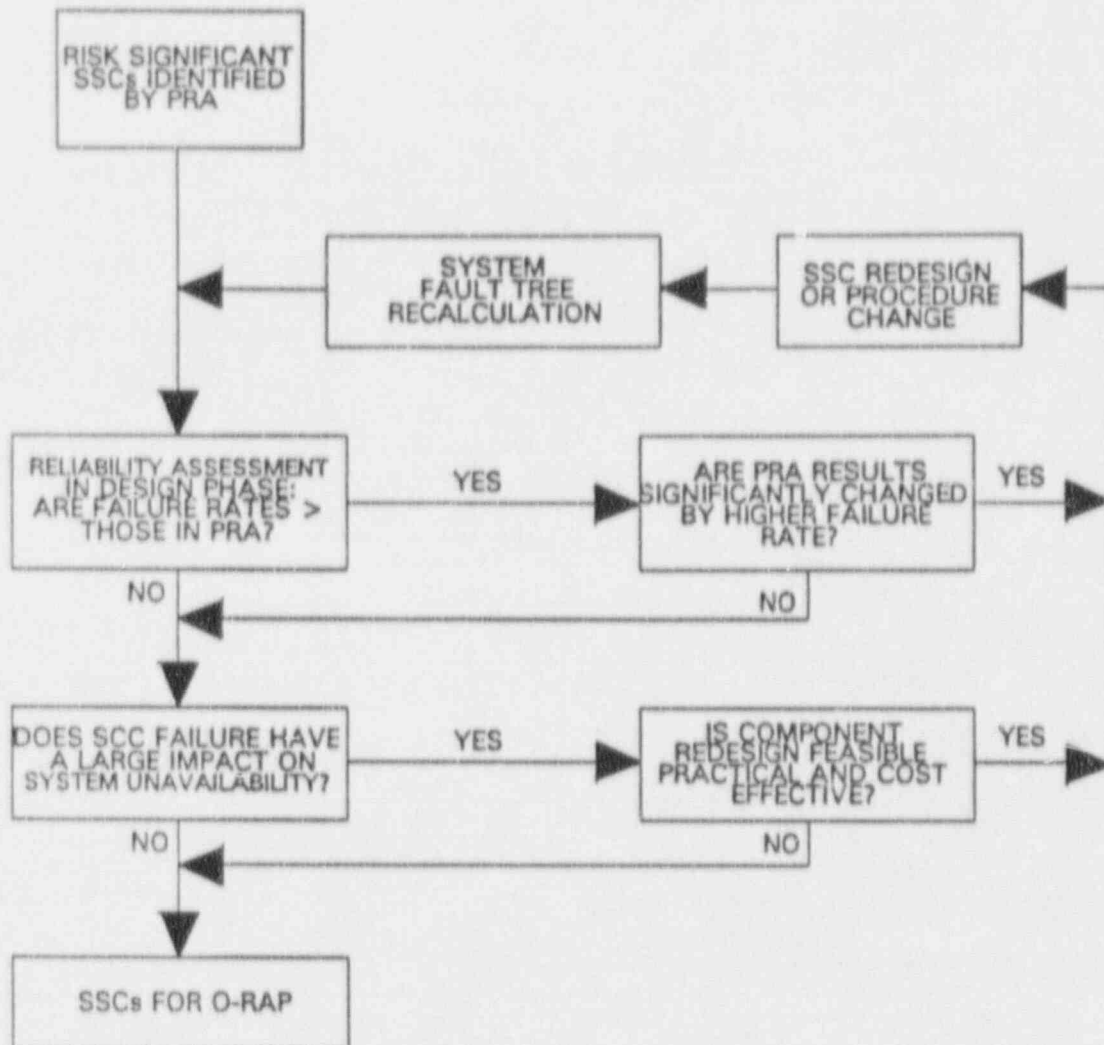 RISK SIGNIFICANT
SSCs IDENTIFIED
BY PRA
SYSTEM
FAULT TREE
RECALCULATION
SSC REDESIGN
OR PROCEDURE
CHANGE
RELIABILITY ASSESSMENT
IN DESIGN PHASE:
ARE FAILURE RATES >
THOSE IN PRA?
YES
ARE PRA RESULTS
SIGNIFICANTLY CHANGED
BY HIGHER FAILURE
RATE?
YES
NO
NO
DOES SCC FAILURE HAVE
A LARGE IMPACT ON
SYSTEM UNAVAILABILITY?
YES
IS COMPONENT
REDESIGN FEASIBLE
PRACTICAL AND COST
EFFECTIVE?
YES
NO
NO
SSCs FOR O-RAP